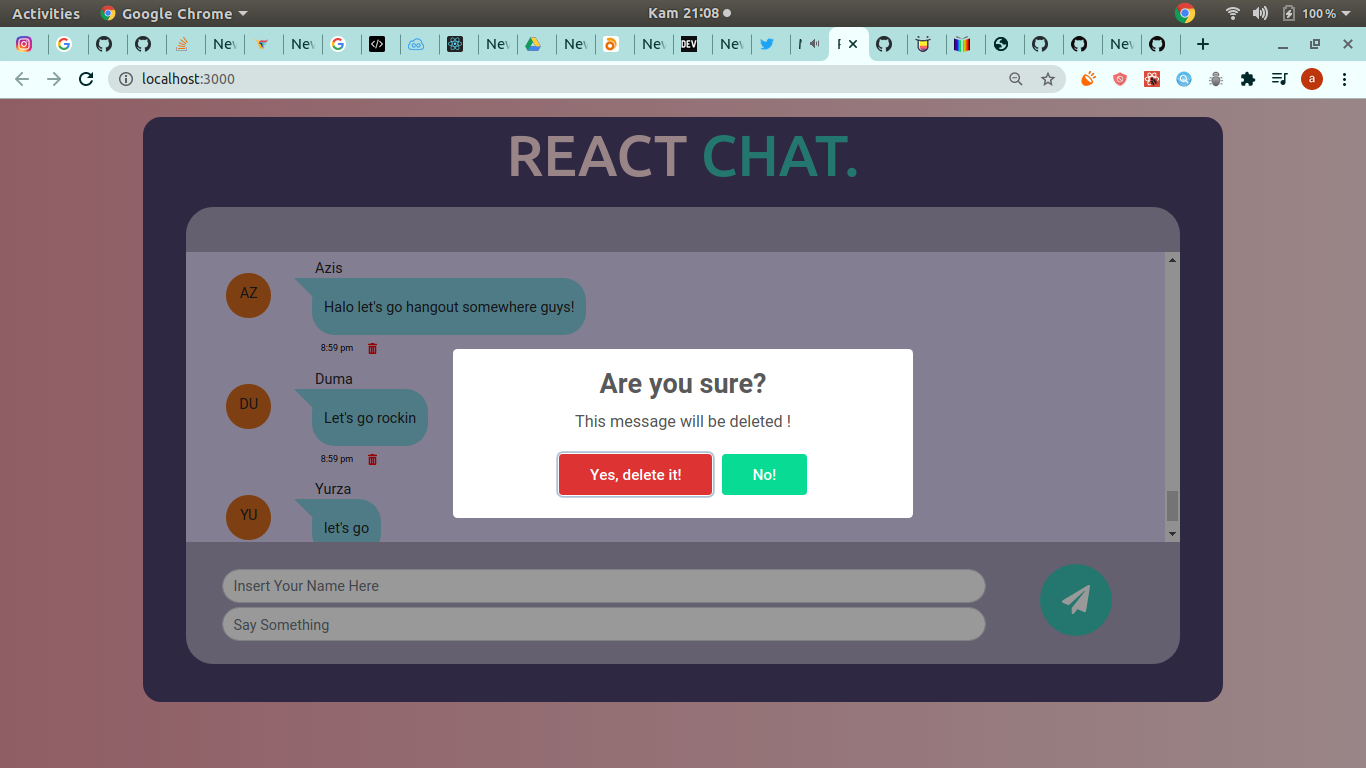 Activities Google Chrome Kam 21:08 100 %
Nev Nev Nev Nev Nev DEV Nev Nev Nev
localhost:3000 a
REACT CHAT.
Azis
AZ
Halo let's go hangout somewhere guys!
8:59 pm
Duma
DU
Let's go rockin
8:59 pm
Yurza
YU
let's go
Are you sure?
This message will be deleted !
Yes, delete it! No!
Insert Your Name Here
Say Something